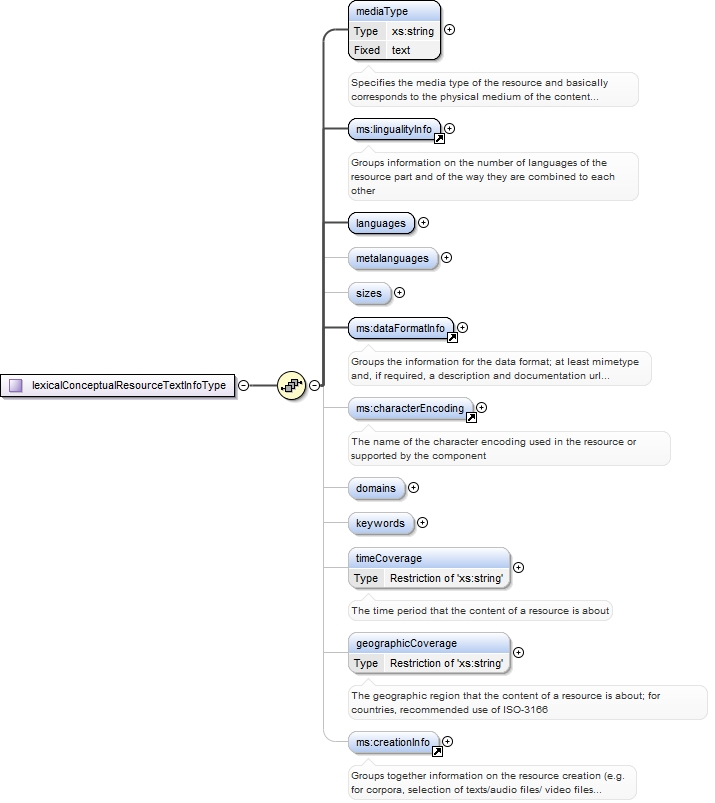 mediaType
Type xs:string
Fixed text
Specifies the media type of the resource and basically
corresponds to the physical medium of the content...
ms:lingualityInfo
Groups information on the number of languages of the
resource part and of the way they are combined to each
other
languages
metalanguages
sizes
ms:dataFormatInfo
Groups the information for the data format; at least mimetype
and, if required, a description and documentation url...
lexicalConceptualResourceTextInfoType
ms:characterEncoding
The name of the character encoding used in the resource or
supported by the component
domains
keywords
timeCoverage
Type Restriction of 'xs:string'
The time period that the content of a resource is about
geographicCoverage
Type Restriction of 'xs:string'
The geographic region that the content of a resource is about; for
countries, recommended use of ISO-3166
ms:creationInfo
Groups together information on the resource creation (e.g.
for corpora, selection of texts/audio files/ video files...